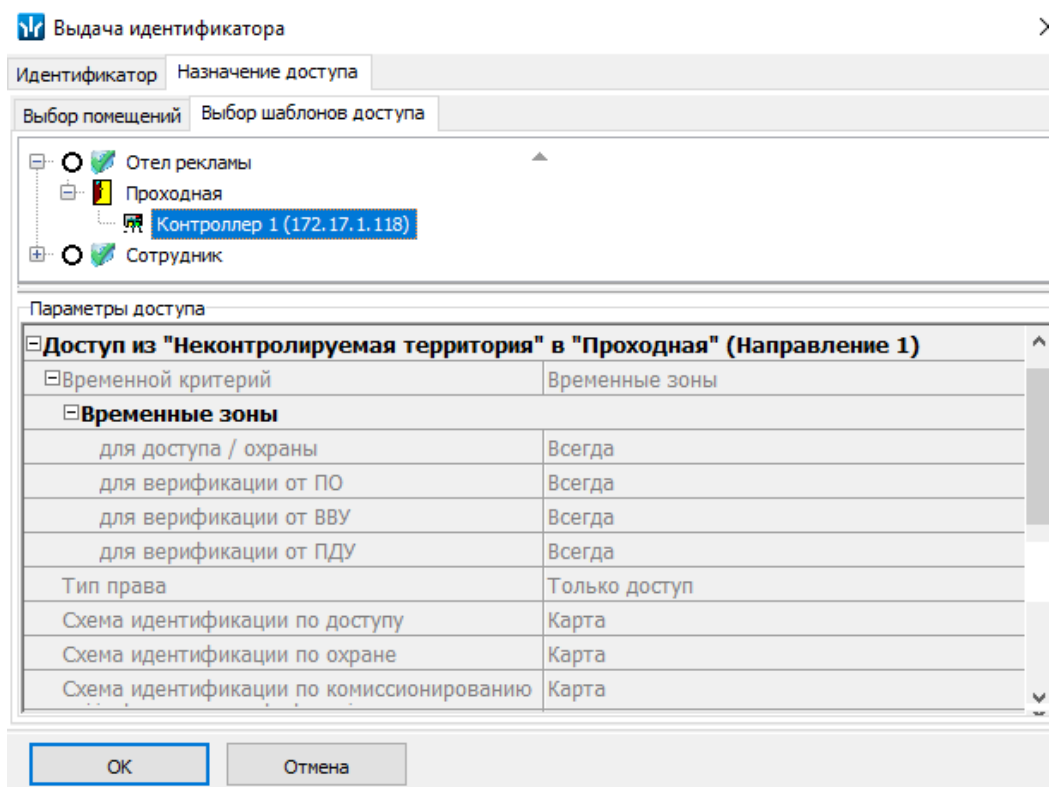 Выдача идентификатора
Идентификатор Назначение доступа
Выбор помещений Выбор шаблонов доступа
Отел рекламы
Проходная
Контроллер 1 (172.17.1.118)
Сотрудник
Параметры доступа
Доступ из "Неконтролируемая территория" в "Проходная" (Направление 1)
Временной критерий Временные зоны
Временные зоны
для доступа / охраны Всегда
для верификации от ПО Всегда
для верификации от ВВУ Всегда
для верификации от ПДУ Всегда
Тип права Только доступ
Схема идентификации по доступу Карта
Схема идентификации по охране Карта
Схема идентификации по комиссионированию Карта
ОК Отмена